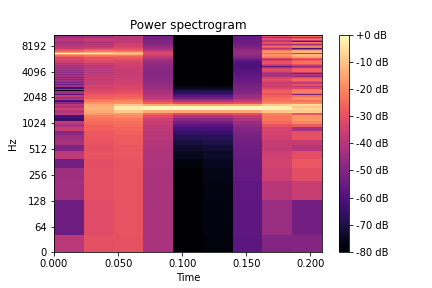 Power spectrogram
8192
4096
2048
1024
512
256
128
64
0
Hz
0.000 0.050 0.100 0.150 0.200
Time
+0 dB
-10 dB
-20 dB
-30 dB
-40 dB
-50 dB
-60 dB
-70 dB
-80 dB